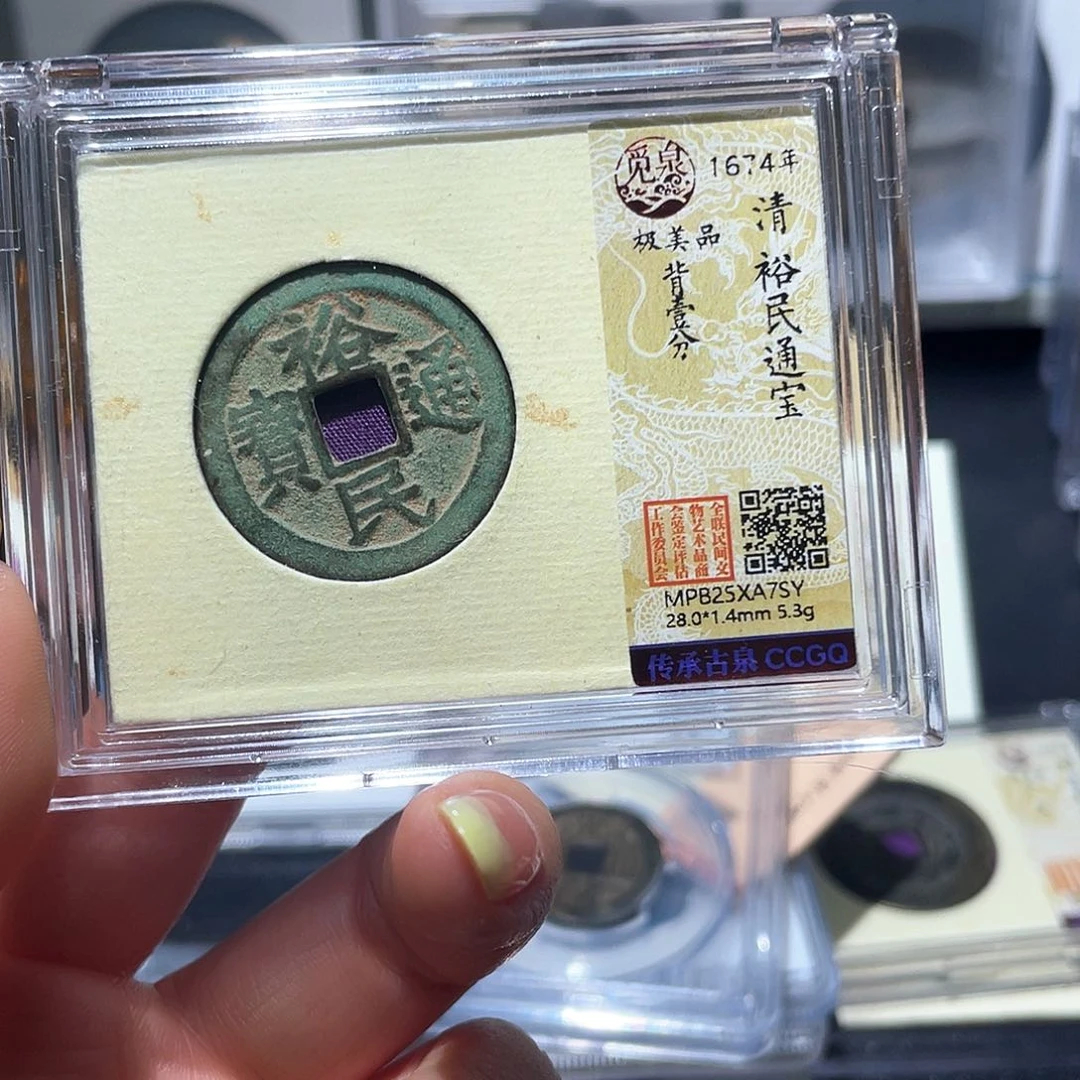 裕民通寶
觅泉
1674年
极美品
清 裕民通宝
背壹分
全联民间文
物艺术品商
会鉴定评估
工作委员会
MPB25XA7SY
28.0*1.4mm 5.3g
传承古泉 CCGQ